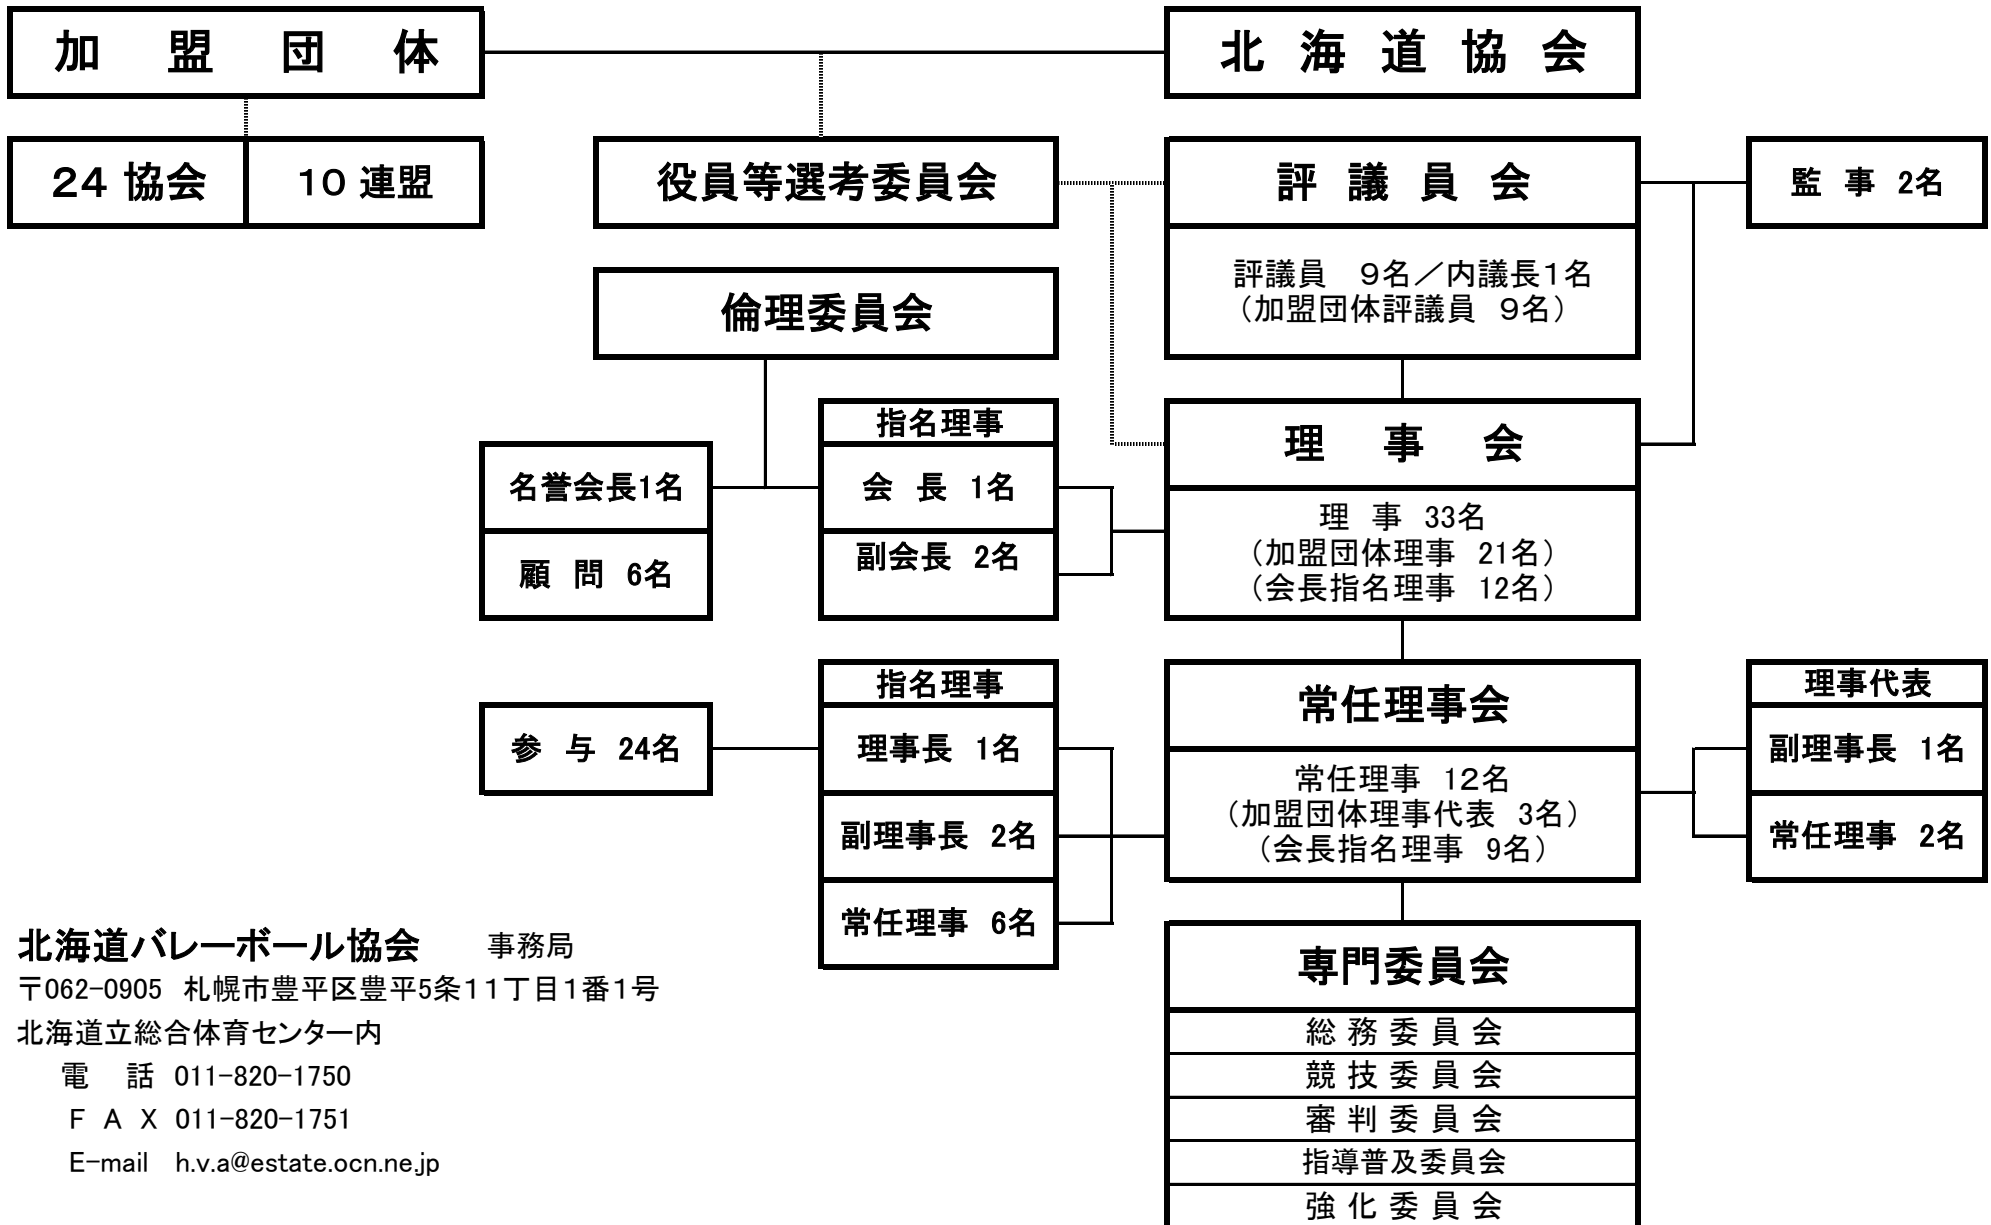 加盟団体
北海道協会
24 協会
10 連盟
役員等選考委員会
評議員会
監事 2名
評議員　9名／内議長1名
（加盟団体評議員　9名）
倫理委員会
指名理事
名誉会長1名
会長 1名
顧問 6名
副会長 2名
理事会
理事 33名
（加盟団体理事 21名）
（会長指名理事 12名）
指名理事
参与 24名
理事長 1名
副理事長 2名
常任理事 6名
常任理事会
常任理事 12名
（加盟団体理事代表 3名）
（会長指名理事 9名）
理事代表
副理事長 1名
常任理事 2名
専門委員会
総務委員会
競技委員会
審判委員会
指導普及委員会
強化委員会
北海道バレーボール協会　事務局
〒062-0905 札幌市豊平区豊平5条11丁目1番1号
北海道立総合体育センター内
電話 011-820-1750
FAX 011-820-1751
E-mail h.v.a@estate.ocn.ne.jp